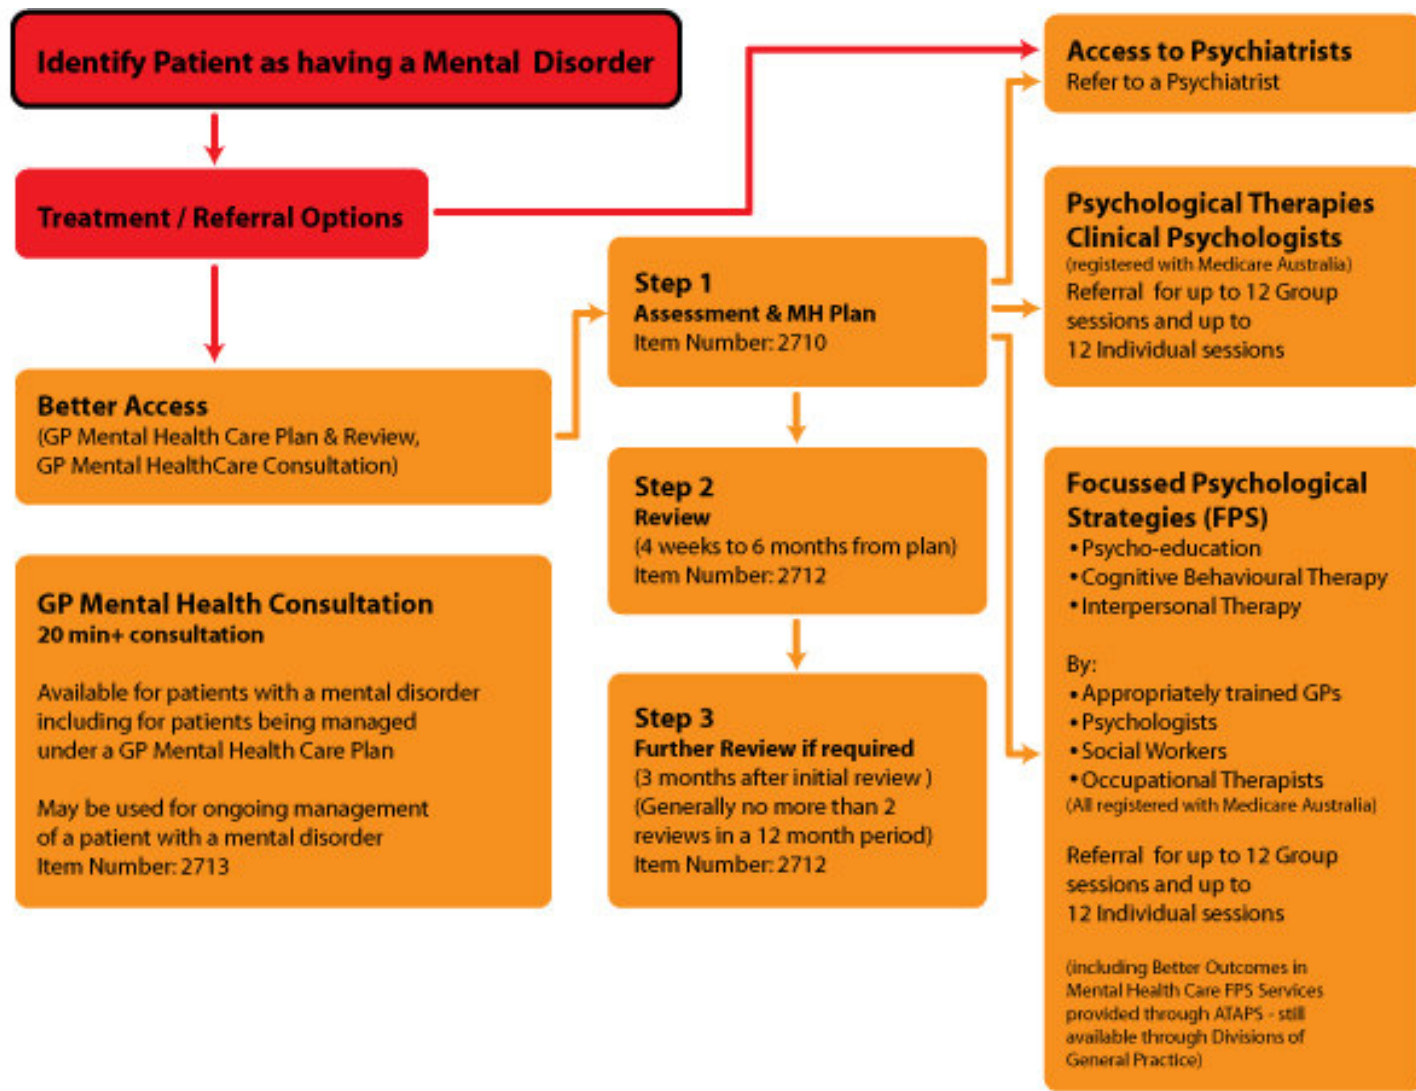 Identify Patient as having a Mental Disorder
Treatment / Referral Options
Better Access
(GP Mental Health Care Plan & Review,
GP Mental HealthCare Consultation)
GP Mental Health Consultation
20 min+ consultation
Available for patients with a mental disorder
including for patients being managed
under a GP Mental Health Care Plan
May be used for ongoing management
of a patient with a mental disorder
Item Number: 2713
Step 1
Assessment & MH Plan
Item Number: 2710
Step 2
Review
(4 weeks to 6 months from plan)
Item Number: 2712
Step 3
Further Review if required
(3 months after initial review )
(Generally no more than 2
reviews in a 12 month period)
Item Number: 2712
Access to Psychiatrists
Refer to a Psychiatrist
Psychological Therapies
Clinical Psychologists
(registered with Medicare Australia)
Referral for up to 12 Group
sessions and up to
12 Individual sessions
Focussed Psychological
Strategies (FPS)
• Psycho-education
• Cognitive Behavioural Therapy
• Interpersonal Therapy
By:
• Appropriately trained GPs
• Psychologists
• Social Workers
• Occupational Therapists
(All registered with Medicare Australia)
Referral for up to 12 Group
sessions and up to
12 Individual sessions
(including Better Outcomes in
Mental Health Care FPS Services
provided through ATAPS - still
available through Divisions of
General Practice)